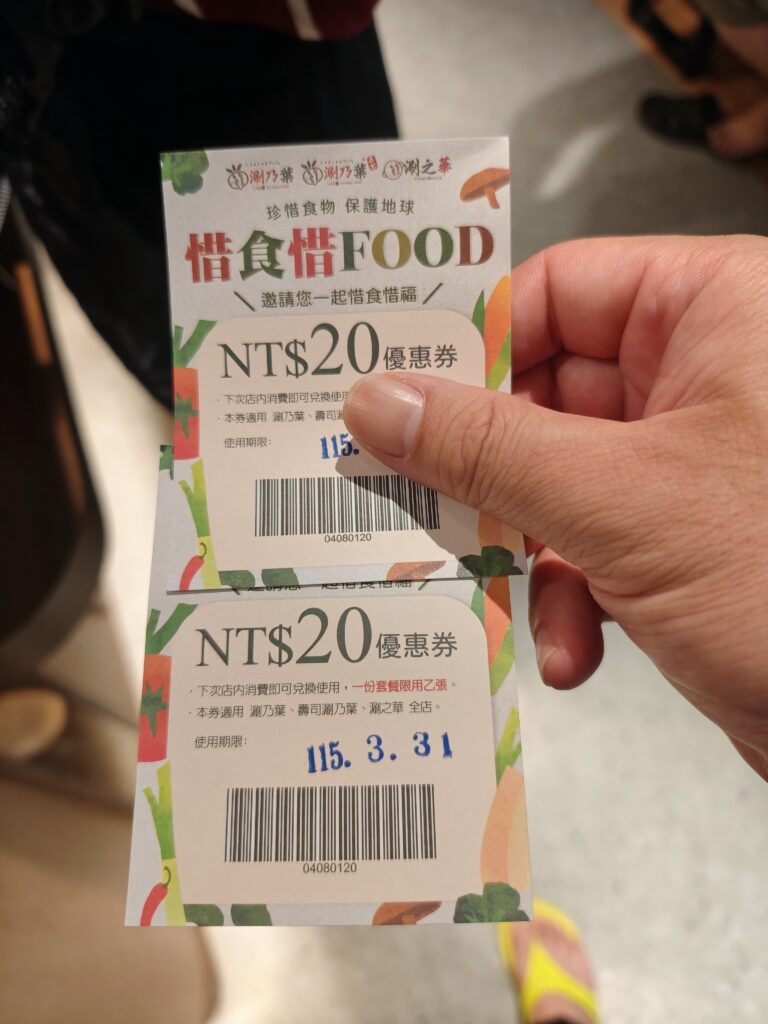 涮乃葉 涮乃葉 涮之華
珍惜食物 保護地球
惜食惜FOOD
邀請您一起惜食惜福
NT$20優惠券
·下次店內消費即可兌換使
·本券適用 涮乃葉、壽司涮
使用期限:
115.
04080120
NT$20優惠券
·下次店內消費即可兌換使用，一份套餐限用乙張。
·本券適用 涮乃葉、壽司涮乃葉、涮之華 全店。
使用期限:
115. 3. 31
04080120